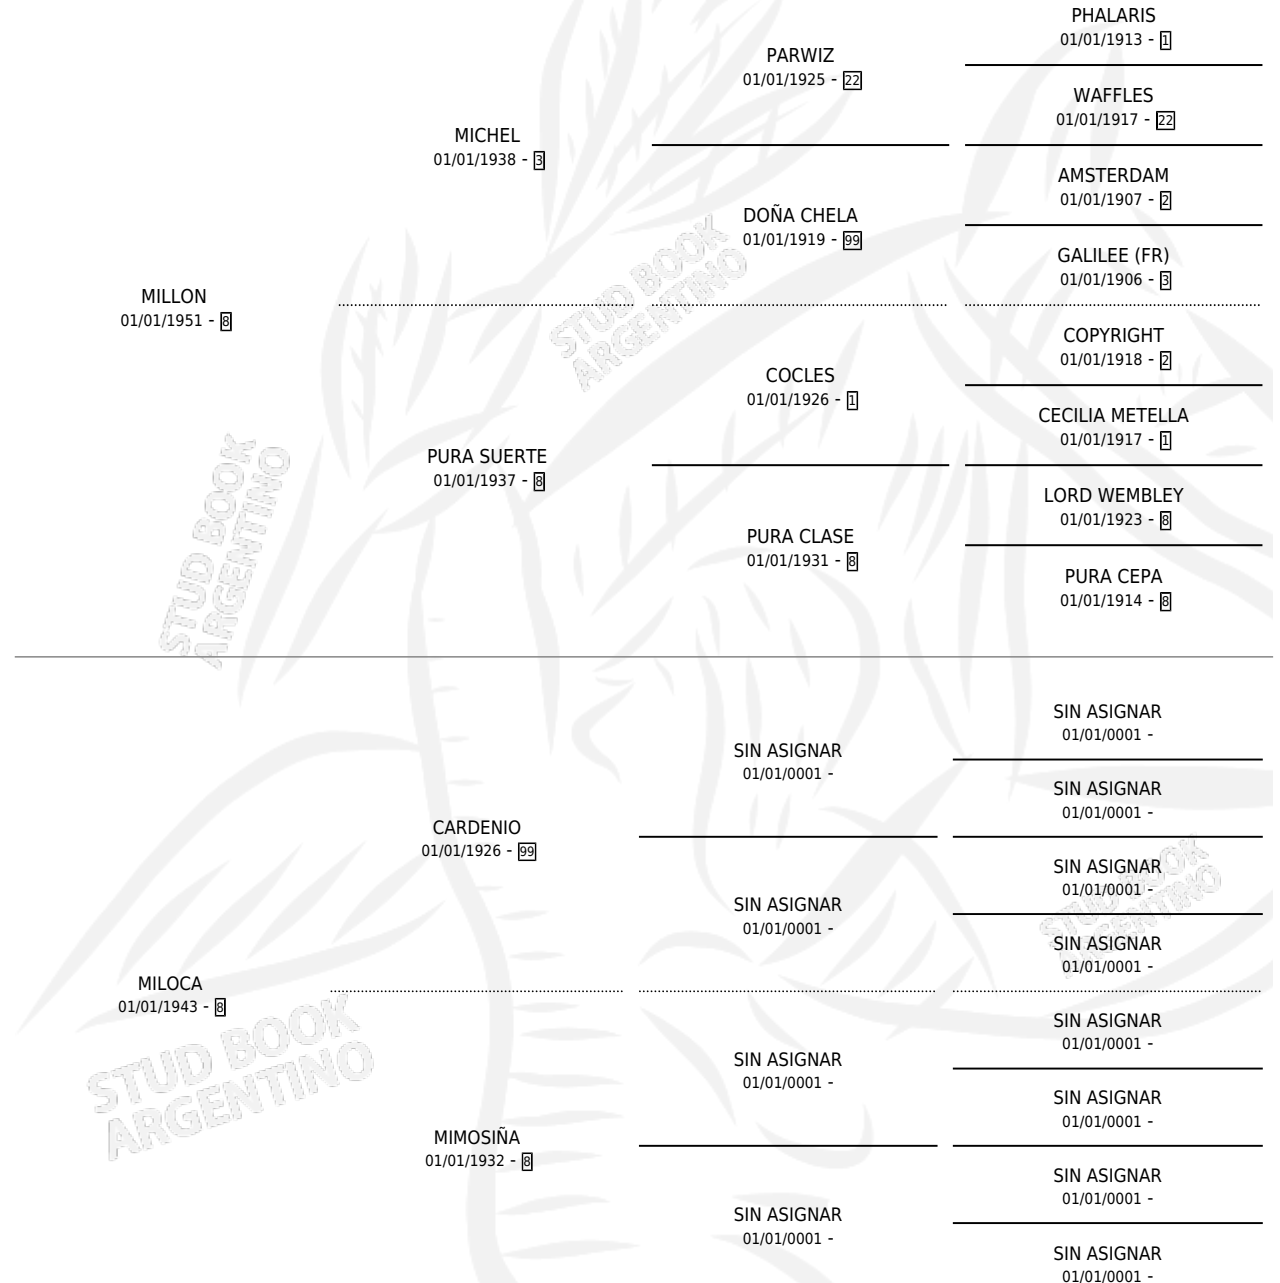 PHALARIS
01/01/1913 - 1
PARWIZ
01/01/1925 - 22
WAFFLES
01/01/1917 - 22
MICHEL
01/01/1938 - 3
AMSTERDAM
01/01/1907 - 2
DOÑA CHELA
01/01/1919 - 99
GALILEE (FR)
01/01/1906 - 3
MILLON
01/01/1951 - 8
COPYRIGHT
01/01/1918 - 2
COCLES
01/01/1926 - 1
CECILIA METELLA
01/01/1917 - 1
PURA SUERTE
01/01/1937 - 8
LORD WEMBLEY
01/01/1923 - 8
PURA CLASE
01/01/1931 - 8
PURA CEPA
01/01/1914 - 8
STUD BOOK
ARGENTINO
STUD BOOK
ARGENTINO
SIN ASIGNAR
01/01/0001 -
SIN ASIGNAR
01/01/0001 -
SIN ASIGNAR
01/01/0001 -
CARDENIO
01/01/1926 - 99
SIN ASIGNAR
01/01/0001 -
SIN ASIGNAR
01/01/0001 -
SIN ASIGNAR
01/01/0001 -
MILOCA
01/01/1943 - 8
SIN ASIGNAR
01/01/0001 -
SIN ASIGNAR
01/01/0001 -
SIN ASIGNAR
01/01/0001 -
MIMOSIÑA
01/01/1932 - 8
SIN ASIGNAR
01/01/0001 -
SIN ASIGNAR
01/01/0001 -
SIN ASIGNAR
01/01/0001 -
STUD BOOK
ARGENTINO
STUD BOOK
ARGENTINO